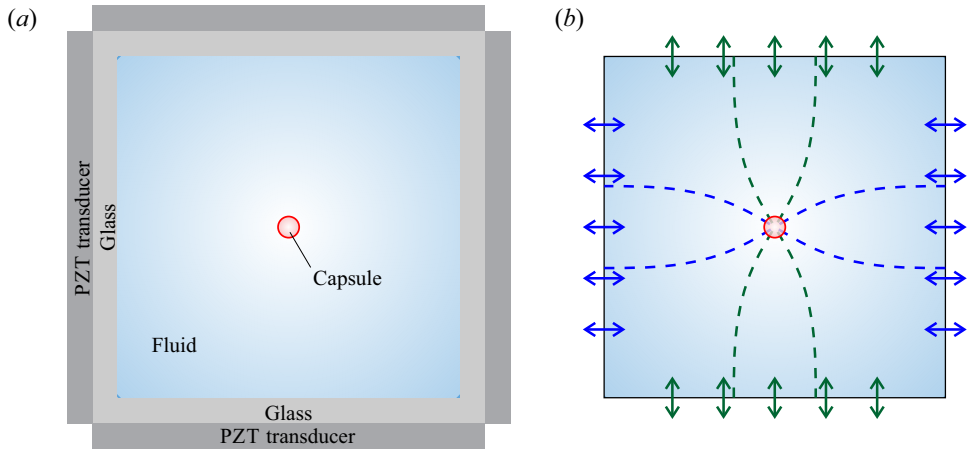 (a)
(b)
PZT transducer
Glass
Capsule
Fluid
Glass
PZT transducer